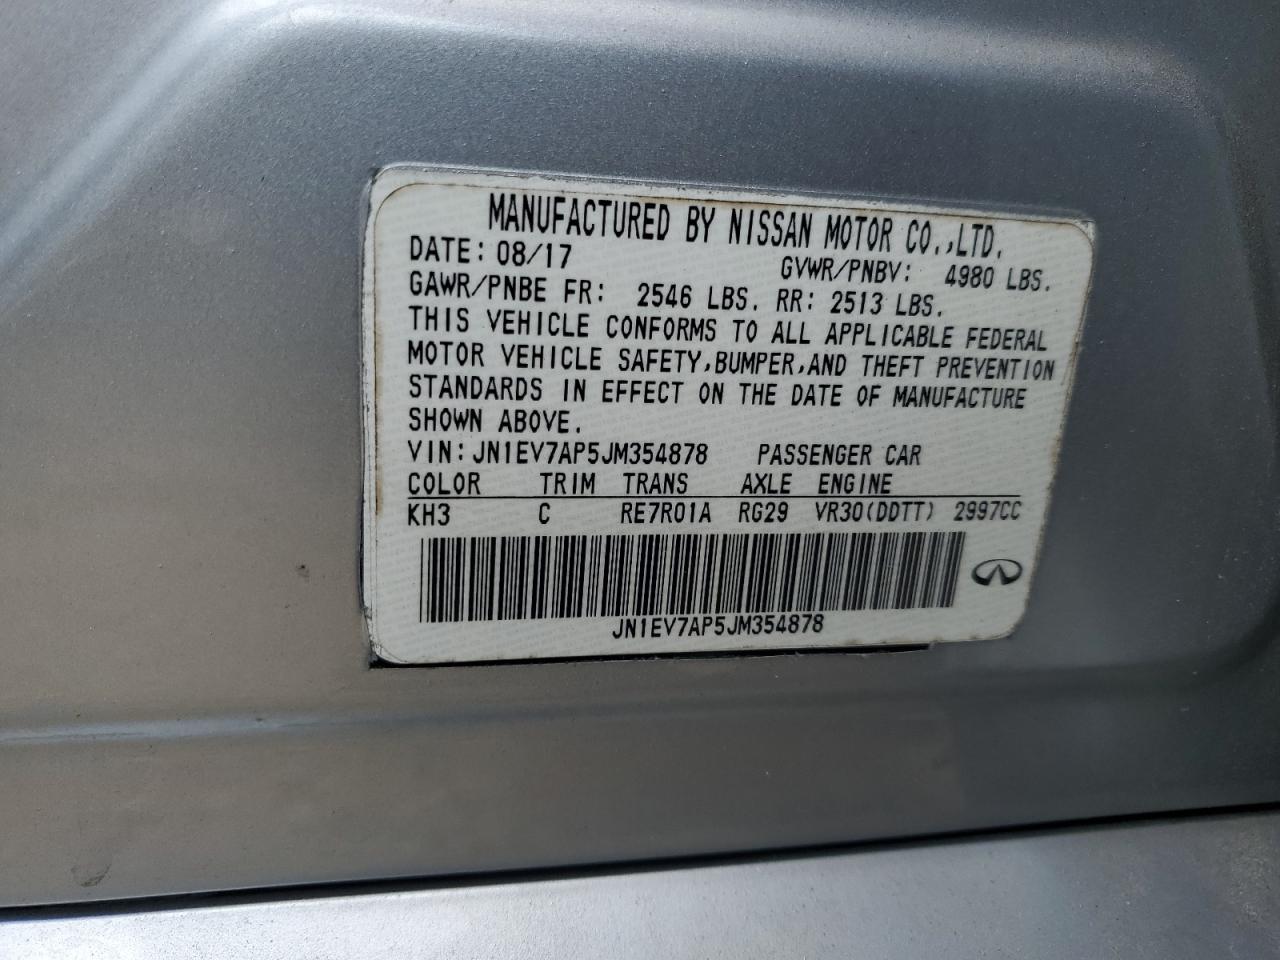 MANUFACTURED BY NISSAN MOTOR CO.,LTD.
DATE: 08/17 GVWR/PNBV: 4980 LBS.
GAWR/PNBE FR: 2546 LBS. RR: 2513 LBS.
THIS VEHICLE CONFORMS TO ALL APPLICABLE FEDERAL
MOTOR VEHICLE SAFETY,BUMPER,AND THEFT PREVENTION
STANDARDS IN EFFECT ON THE DATE OF MANUFACTURE
SHOWN ABOVE.
VIN: JN1EV7AP5JM354878 PASSENGER CAR
COLOR TRIM TRANS AXLE ENGINE
KH3 C RE7R01A RG29 VR30(DDTT) 2997CC
JN1EV7AP5JM354878